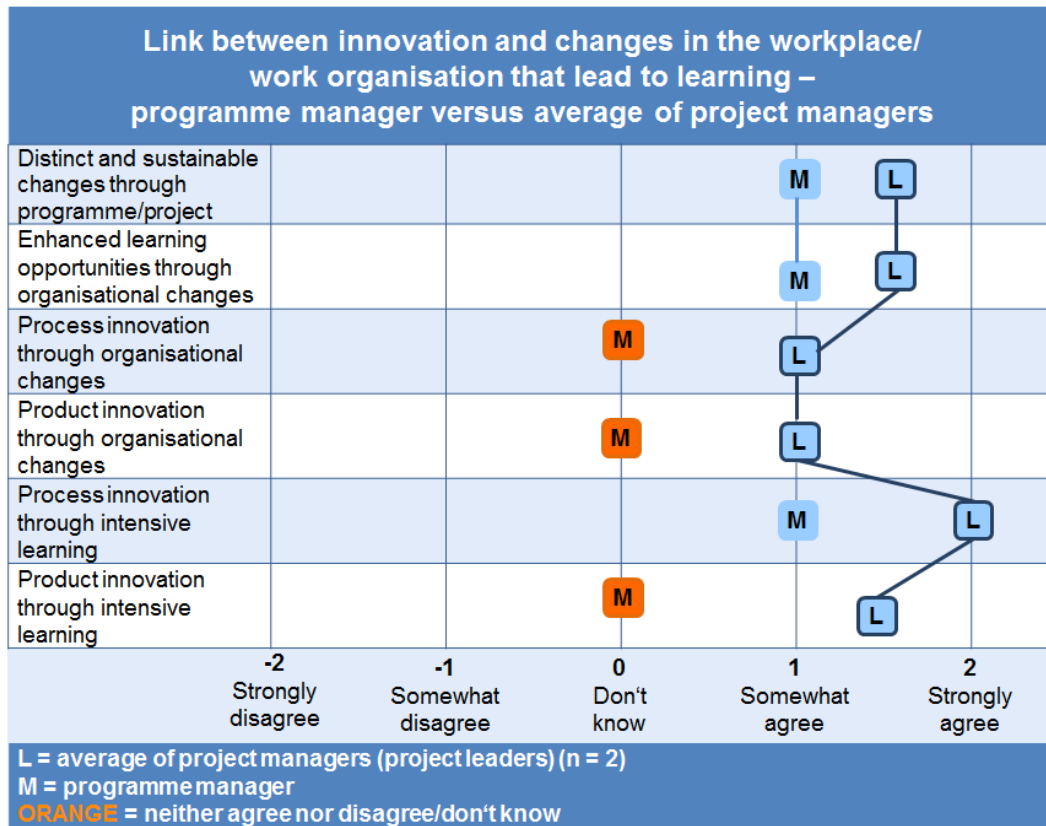 Link between innovation and changes in the workplace/
work organisation that lead to learning –
programme manager versus average of project managers
Distinct and sustainable
changes through
programme/project
M L
Enhanced learning
opportunities through
organisational changes
M L
Process innovation
through organisational
changes
M L
Product innovation
through organisational
changes
M L
Process innovation
through intensive
learning
M L
Product innovation
through intensive
learning
M L
-2 -1 0 1 2
Strongly Somewhat Don‘t Somewhat Strongly
disagree disagree know agree agree
L = average of project managers (project leaders) (n = 2)
M = programme manager
ORANGE = neither agree nor disagree/don‘t know